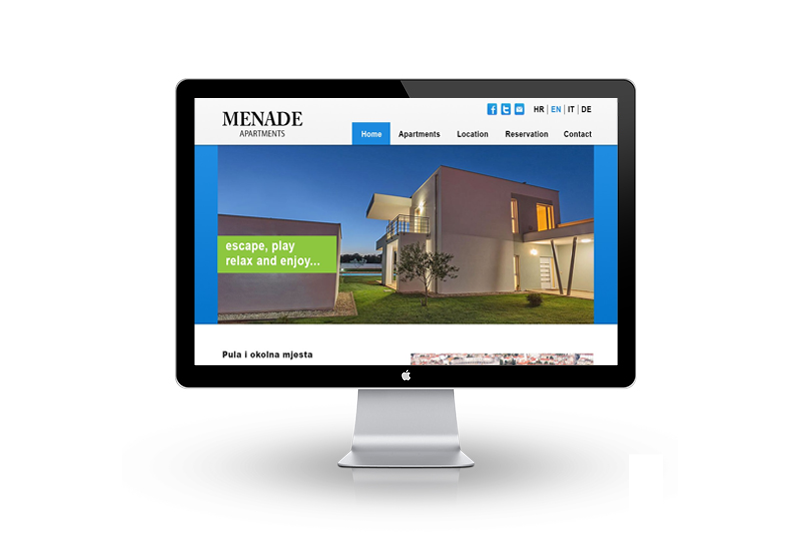 MENADE
APARTMENTS
HR EN IT DE
Home Apartments Location Reservation Contact
escape, play
relax and enjoy...
Pula i okolna mjesta